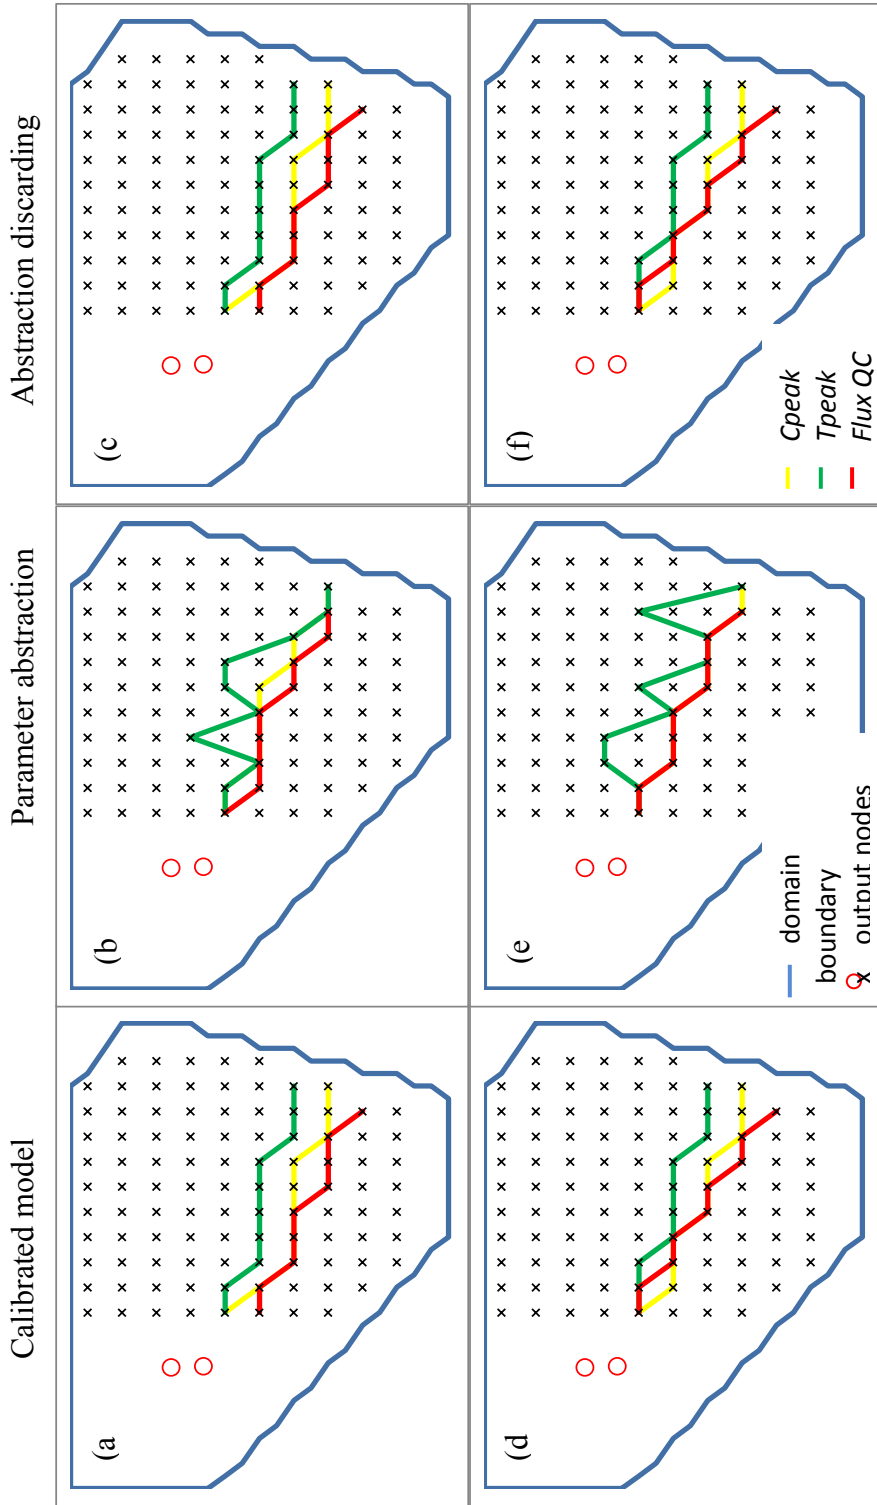 Calibrated model
Parameter abstraction
Abstraction discarding
(a
(b
(c
(d
(e
(f
domain
boundary
output nodes
Cpeak
Tpeak
Flux QC